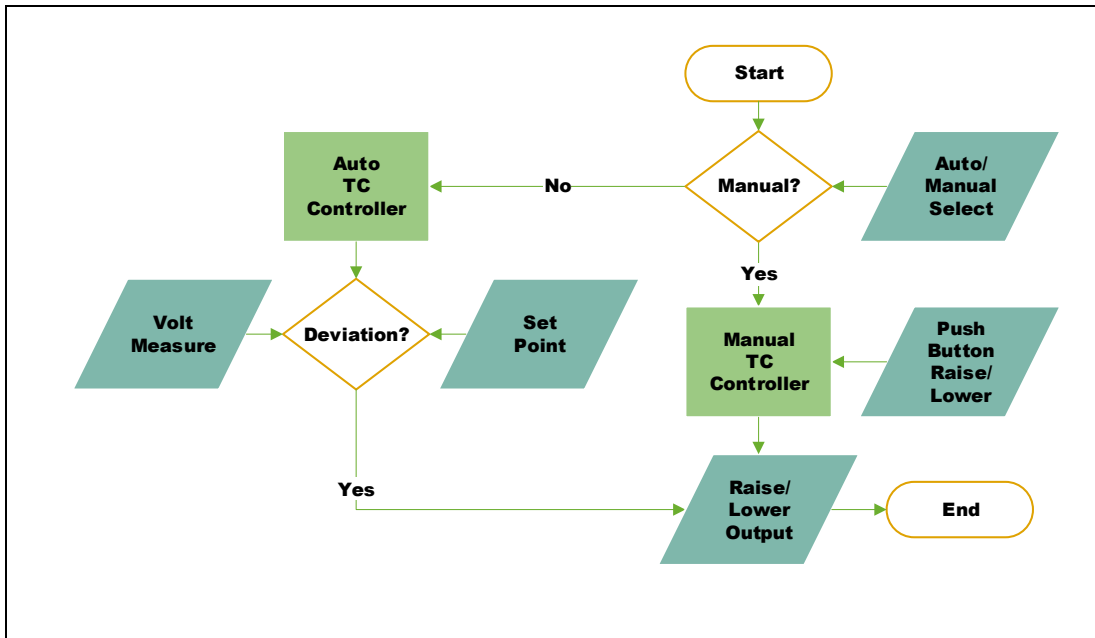 Start
Auto
TC
Controller
No
Manual?
Auto/
Manual
Select
Yes
Volt
Measure
Deviation?
Set
Point
Manual
TC
Controller
Push
Button
Raise/
Lower
Yes
Raise/
Lower
Output
End